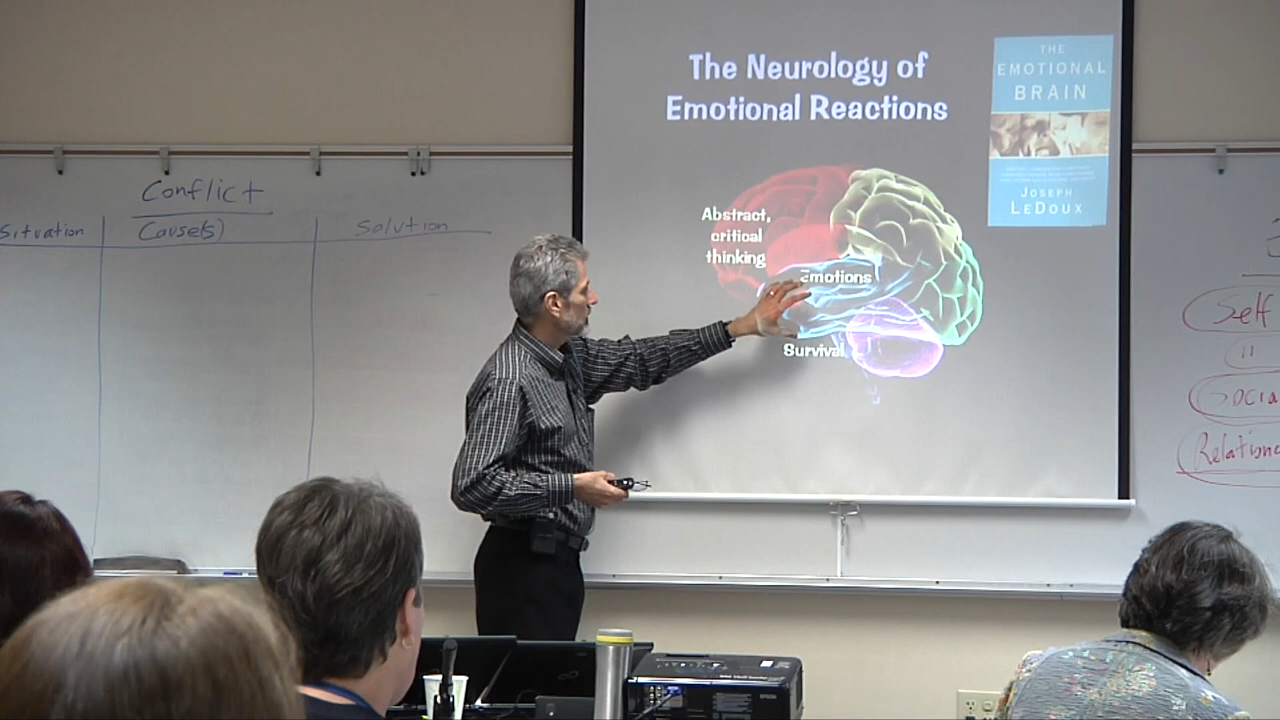 Conflict
Situation
Cause(s)
Solution
The Neurology of
Emotional Reactions
Abstract,
critical
thinking
Emotions
Survival
THE
EMOTIONAL
BRAIN
JOSEPH
LEDOUX
Self
"
EPSON